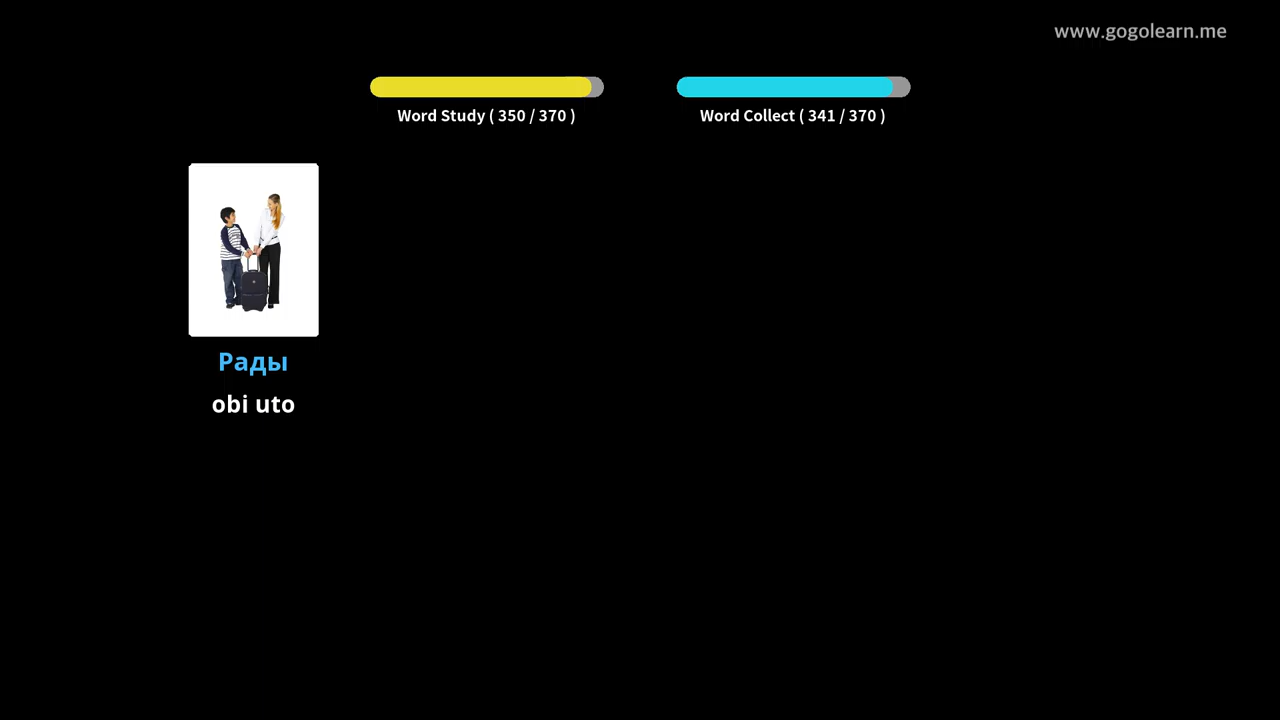 www.gogolearn.me
Word Study ( 350 / 370 )
Word Collect ( 341 / 370 )
Рады
obi uto